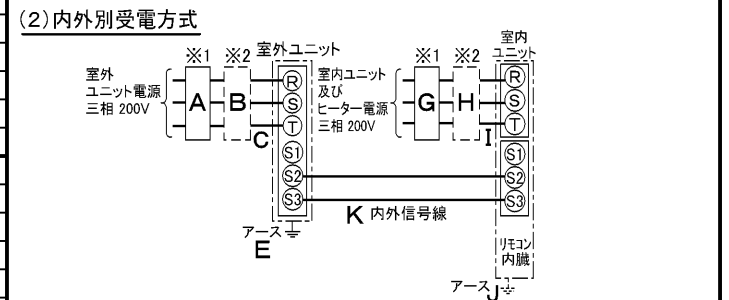 (2)内外別受電方式
※1 ※2 室外ユニット
室外
ユニット電源
三相 200V
A
B
C
R
S
T
S1
S2
S3
アース
E
※1 ※2
室内
ユニット
室内ユニット
及び
ヒーター電源
三相 200V
G
H
I
R
S
T
S1
S2
S3
K 内外信号線
リモコン
内臓
アース
J